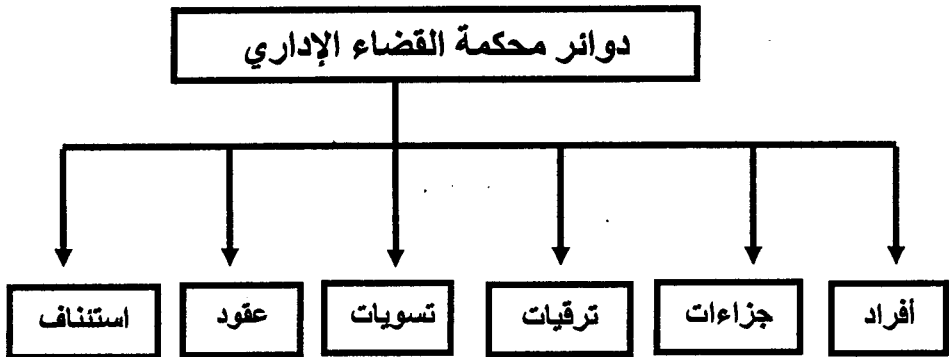 دوائر محكمة القضاء الإداري
أفراد
جزاءات
ترقيات
تسويات
عقود
استئناف